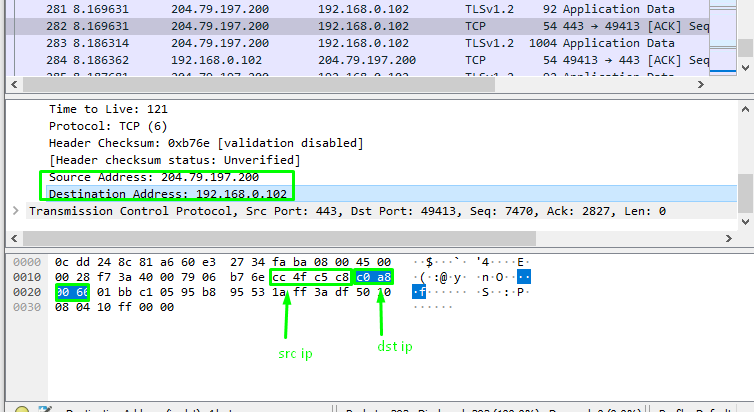 281 8.169631 204.79.197.200 192.168.0.102 TLSv1.2 92 Application Data
282 8.169631 204.79.197.200 192.168.0.102 TCP 54 443 → 49413 [ACK] Seq
283 8.186314 204.79.197.200 192.168.0.102 TLSv1.2 1004 Application Data
284 8.186362 192.168.0.102 204.79.197.200 TCP 54 49413 → 443 [ACK] Seq
285 8.187681 204.79.197.200 192.168.0.102 TLSv1.2 92 Application Data
Time to Live: 121
Protocol: TCP (6)
Header Checksum: 0xb76e [validation disabled]
[Header checksum status: Unverified]
Source Address: 204.79.197.200
Destination Address: 192.168.0.102
Transmission Control Protocol, Src Port: 443, Dst Port: 49413, Seq: 7470, Ack: 2827, Len: 0
0000 0c dd 24 8c 81 a6 60 e3 27 34 fa ba 08 00 45 00 ··$···`· '4····E·
0010 00 28 f7 3a 40 00 79 06 b7 6e cc 4f c5 c8 c0 a8 ·(·:@·y· ·n·O····
0020 00 66 01 bb c1 05 95 b8 95 53 1a ff 3a df 50 10 ·f······ ·S··:·P·
0030 08 04 10 ff 00 00 ······
src ip
dst ip